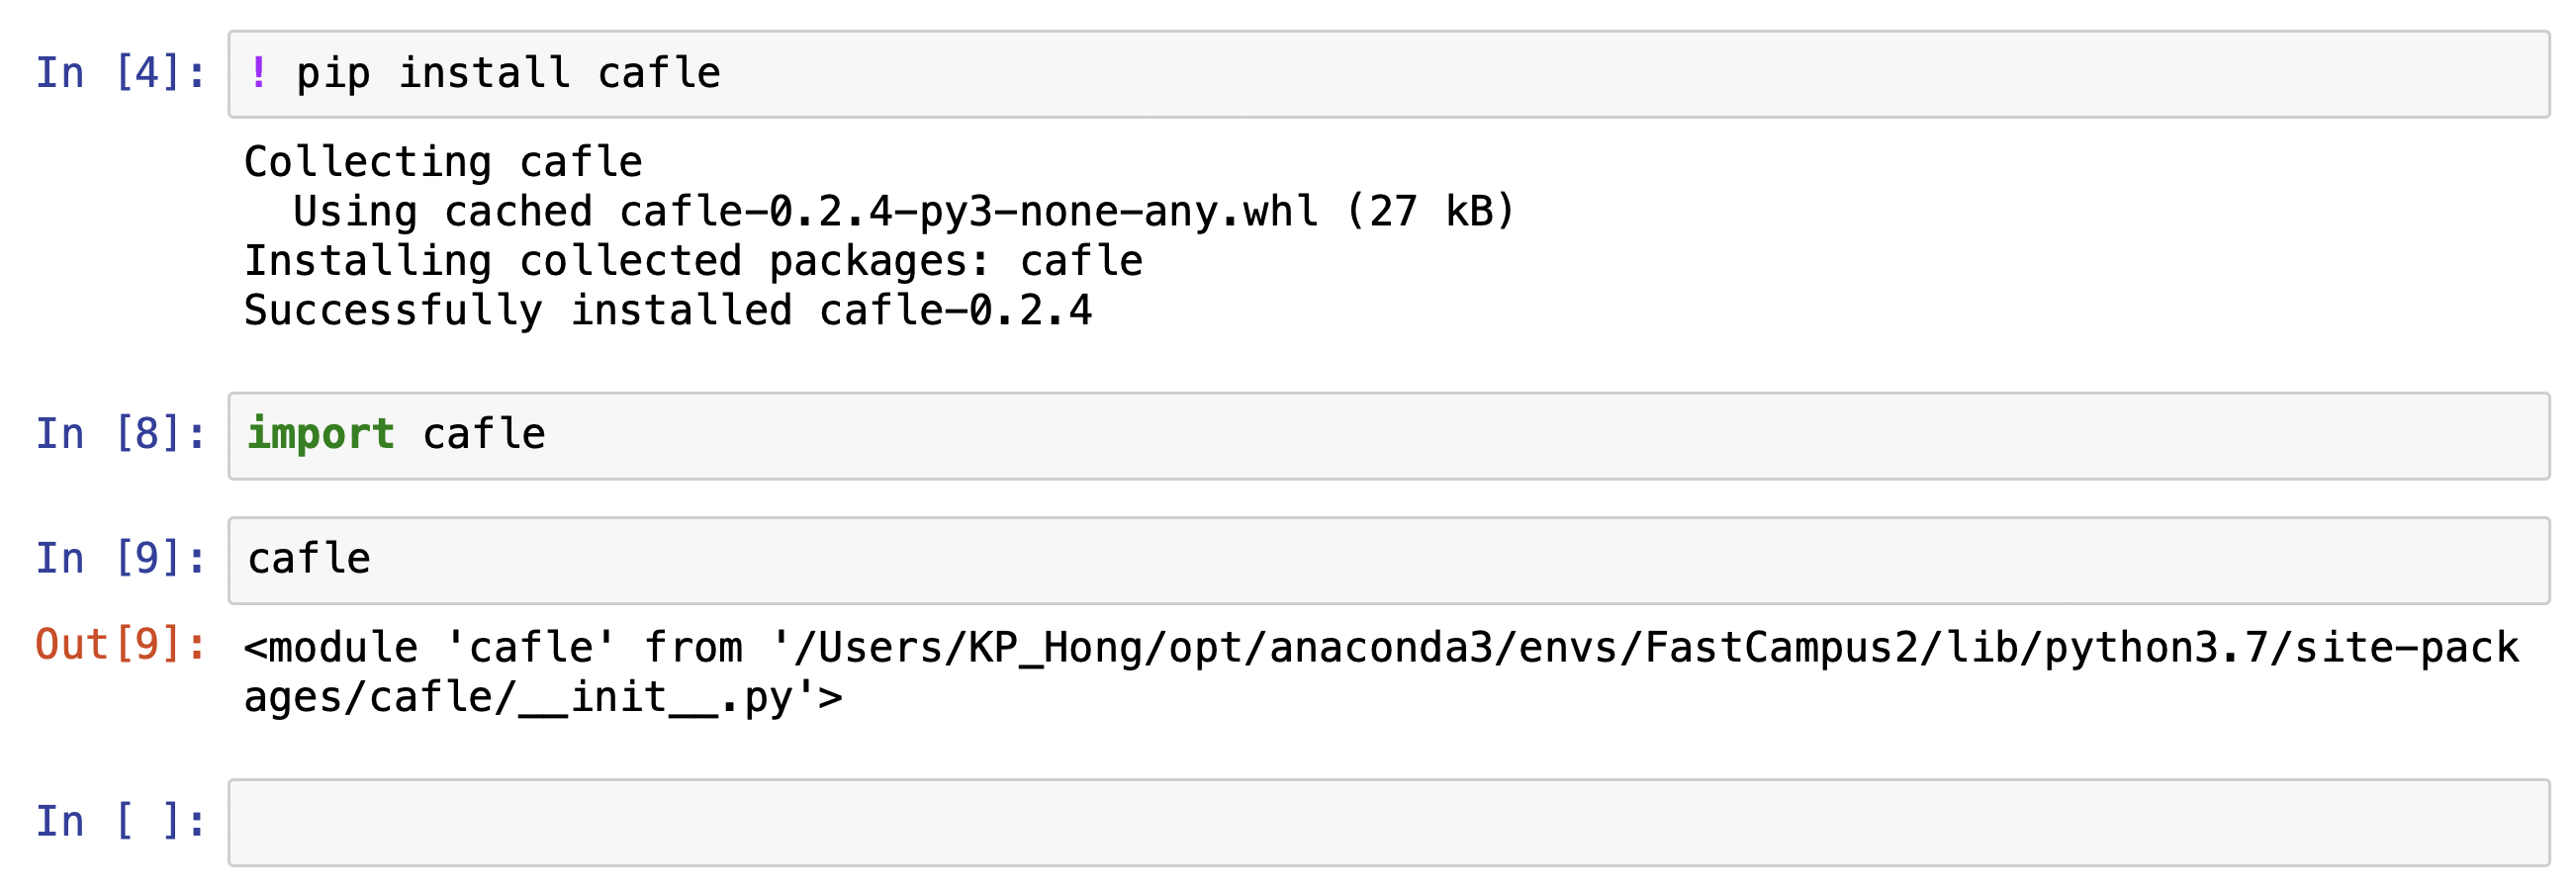 In [4]: ! pip install cafle
Collecting cafle
  Using cached cafle-0.2.4-py3-none-any.whl (27 kB)
Installing collected packages: cafle
Successfully installed cafle-0.2.4
In [8]: import cafle
In [9]: cafle
Out[9]: <module 'cafle' from '/Users/KP_Hong/opt/anaconda3/envs/FastCampus2/lib/python3.7/site-pack
ages/cafle/__init__.py'>
In [ ]: